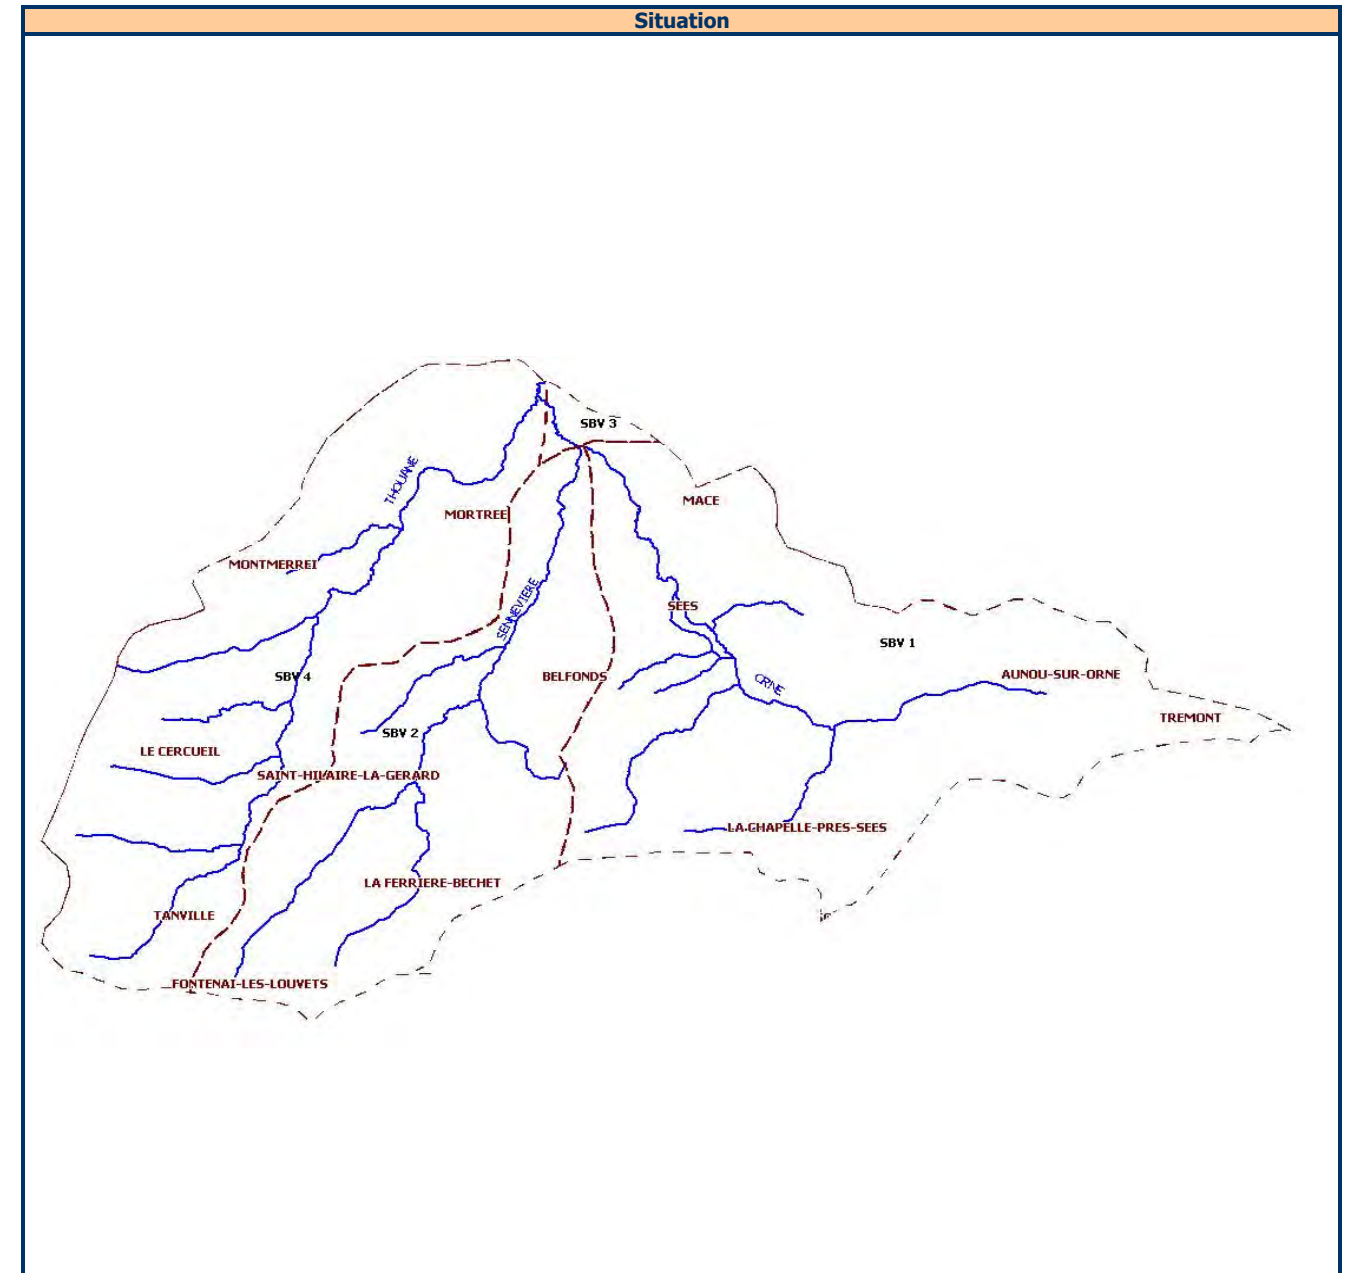 Situation
SBV 3
THOUANE
MACE
MORTREE
MONTMERREI
SENNEVIERE
SEES
SBV 1
SBV 4
BELFONDS
ORNE
AUNOU-SUR-ORNE
TREMONT
SBV 2
LE CERCUEIL
SAINT-HILAIRE-LA-GERARD
LA CHAPELLE-PRES-SEES
LA FERRIERE-BECHET
TANVILLE
FONTENAI-LES-LOUVETS